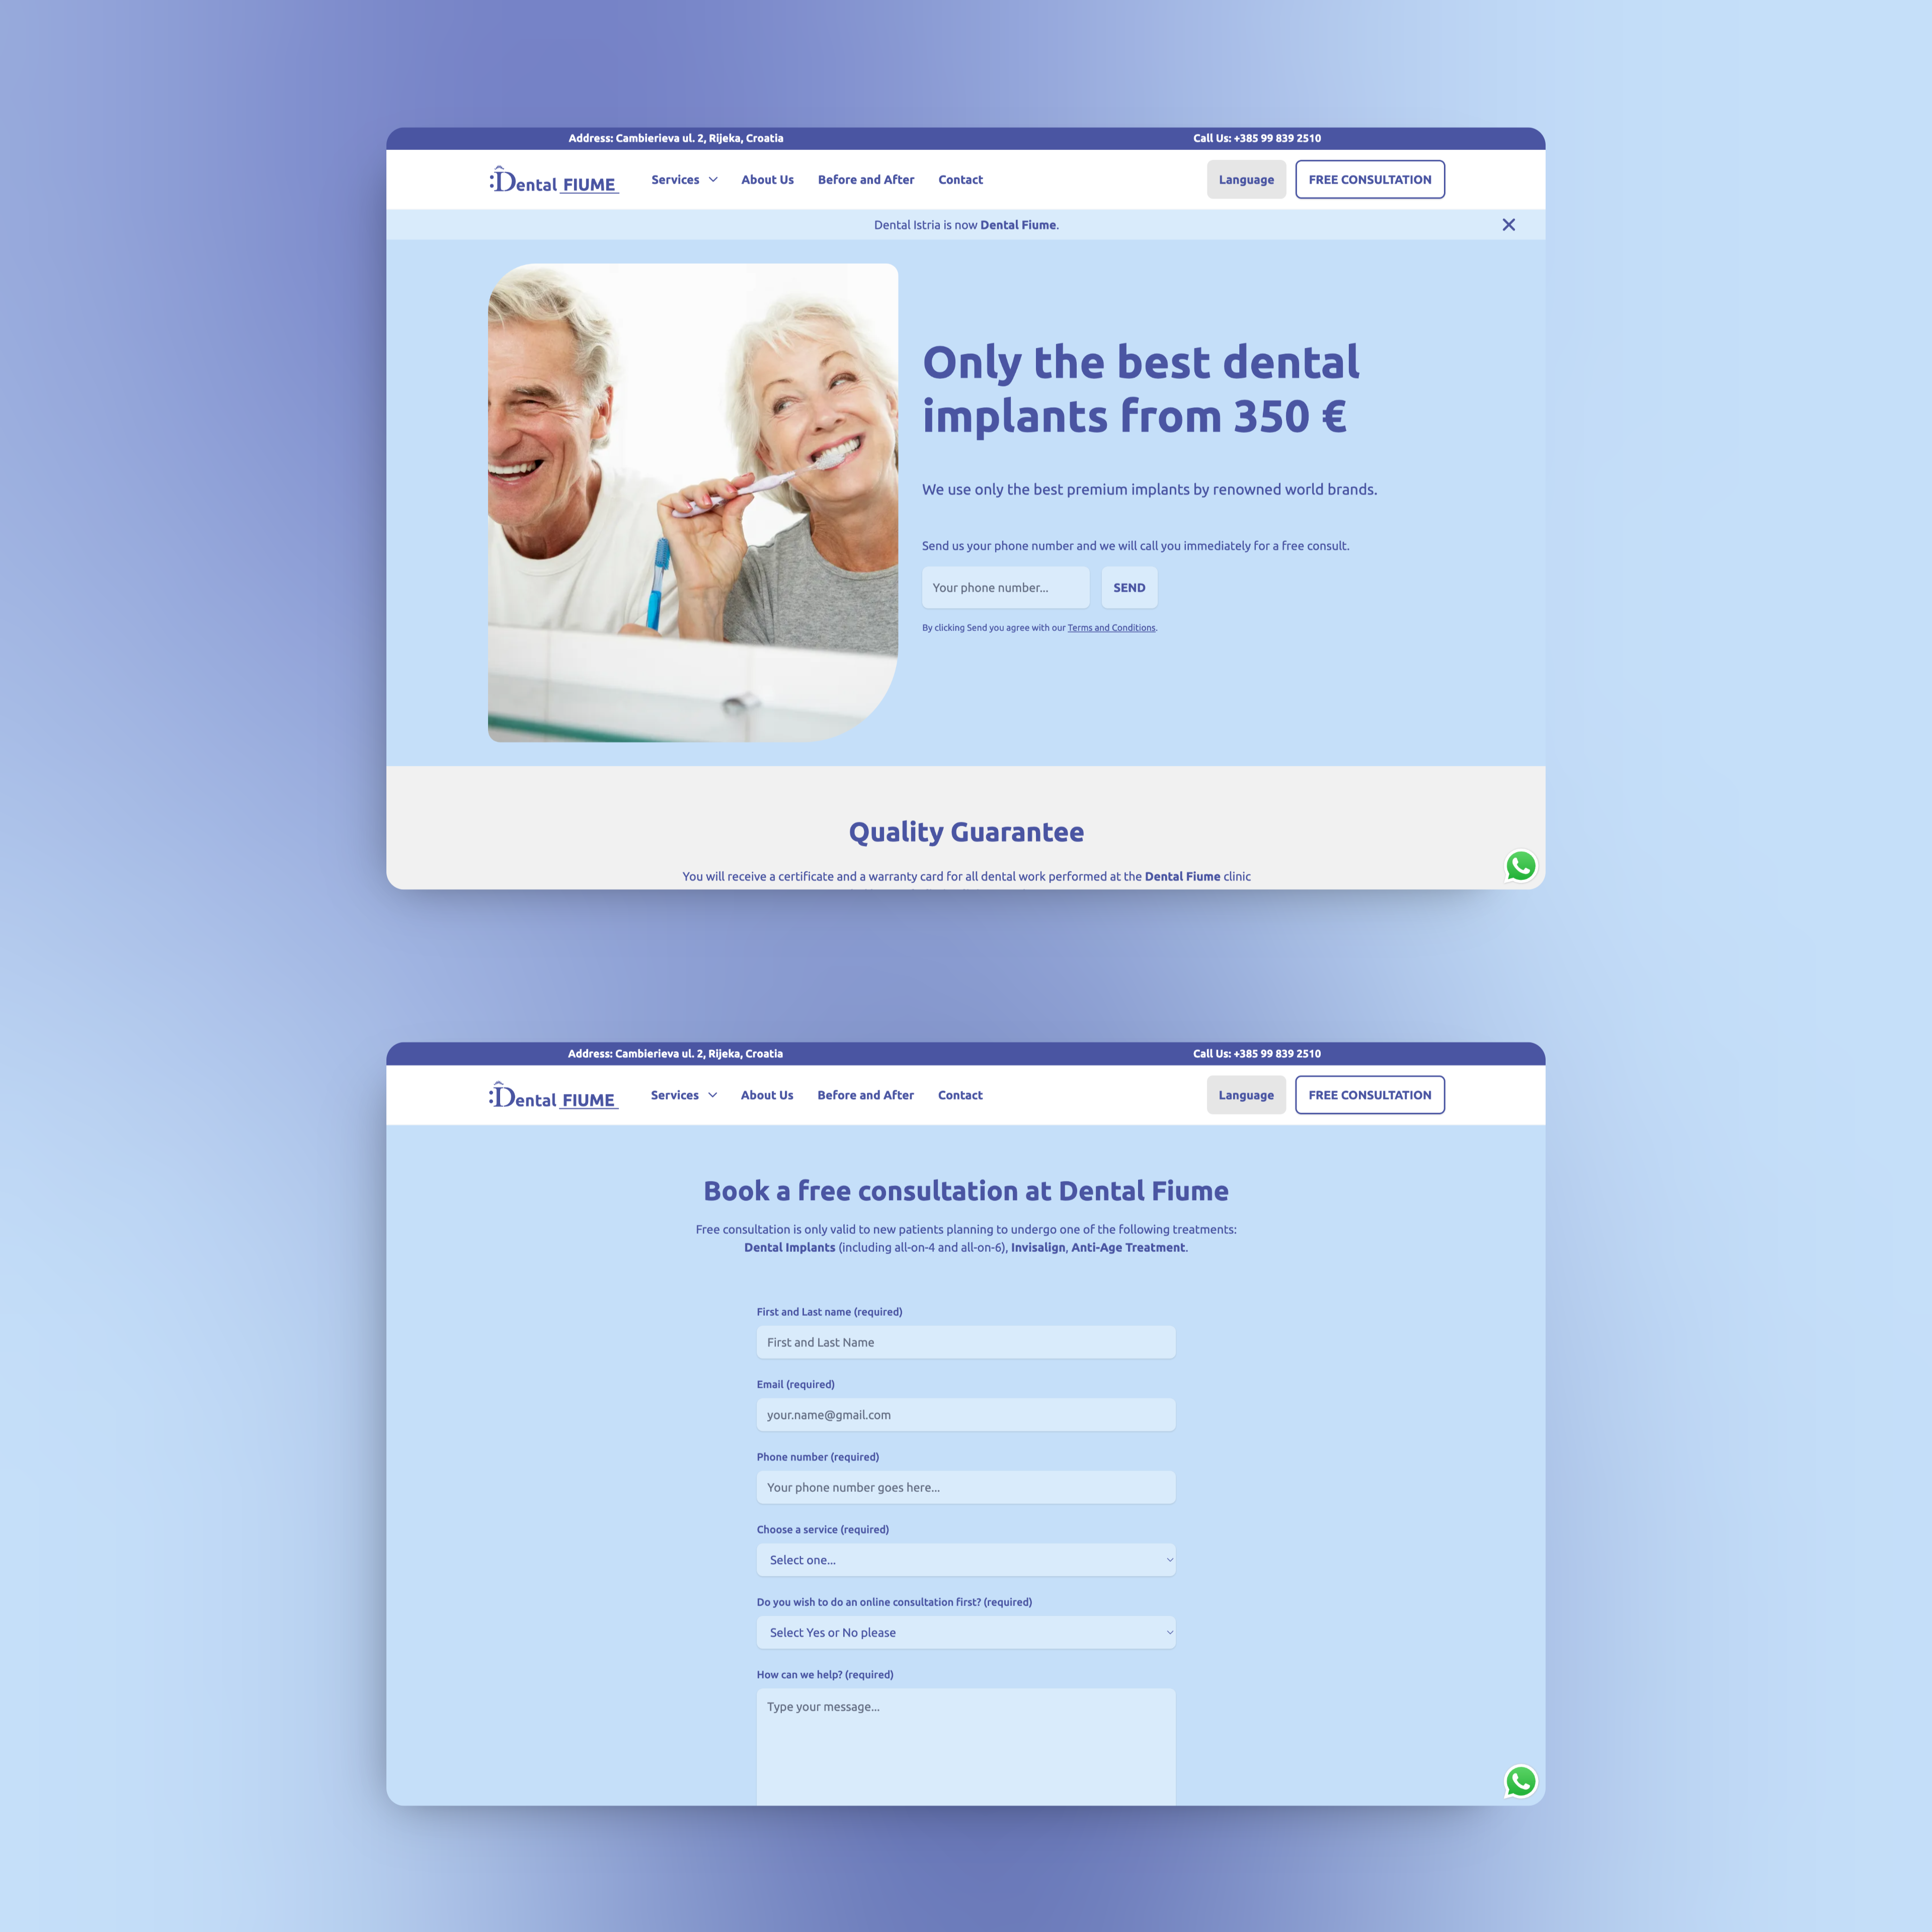 Address: Cambierieva ul. 2, Rijeka, Croatia
Call Us: +385 99 839 2510
:Dental FIUME
Services
About Us
Before and After
Contact
Language
FREE CONSULTATION
Dental Istria is now Dental Fiume.
Only the best dental
implants from 350 €
We use only the best premium implants by renowned world brands.
Send us your phone number and we will call you immediately for a free consult.
Your phone number...
SEND
By clicking Send you agree with our Terms and Conditions.
Quality Guarantee
You will receive a certificate and a warranty card for all dental work performed at the Dental Fiume clinic
Address: Cambierieva ul. 2, Rijeka, Croatia
Call Us: +385 99 839 2510
:Dental FIUME
Services
About Us
Before and After
Contact
Language
FREE CONSULTATION
Book a free consultation at Dental Fiume
Free consultation is only valid to new patients planning to undergo one of the following treatments:
Dental Implants (including all-on-4 and all-on-6), Invisalign, Anti-Age Treatment.
First and Last name (required)
First and Last Name
Email (required)
your.name@gmail.com
Phone number (required)
Your phone number goes here...
Choose a service (required)
Select one...
Do you wish to do an online consultation first? (required)
Select Yes or No please
How can we help? (required)
Type your message...